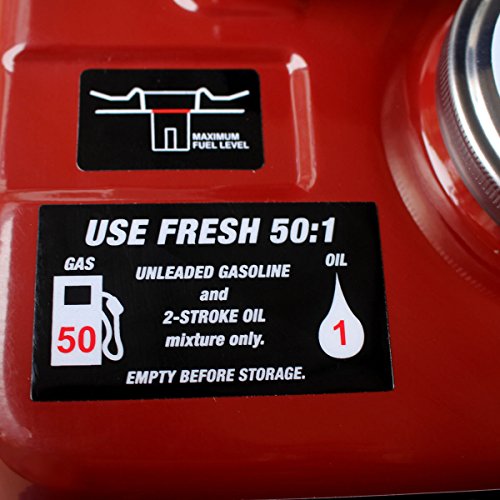 MAXIMUM
FUEL LEVEL
USE FRESH 50:1
GAS
OIL
UNLEADED GASOLINE
and
2-STROKE OIL
mixture only.
50
1
EMPTY BEFORE STORAGE.